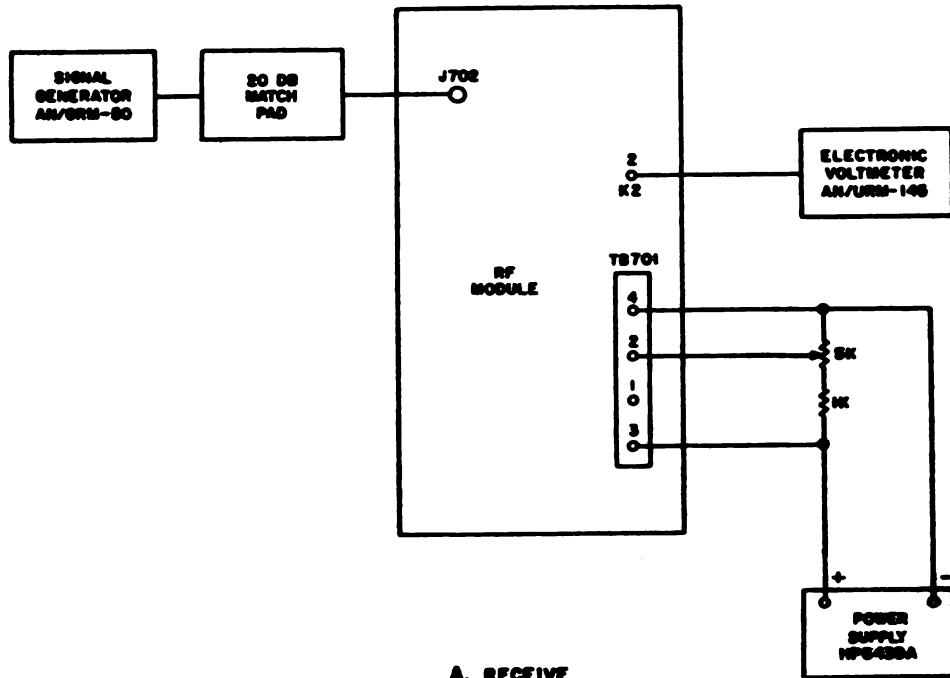 SIGNAL
GENERATOR
AN/GRM-50
20 DB
MATCH
PAD
J702
2
K2
ELECTRONIC
VOLTMETER
AN/URM-145
RF
MODULE
TB701
4
2
1
3
5K
1K
+
-
POWER
SUPPLY
A. RECEIVE